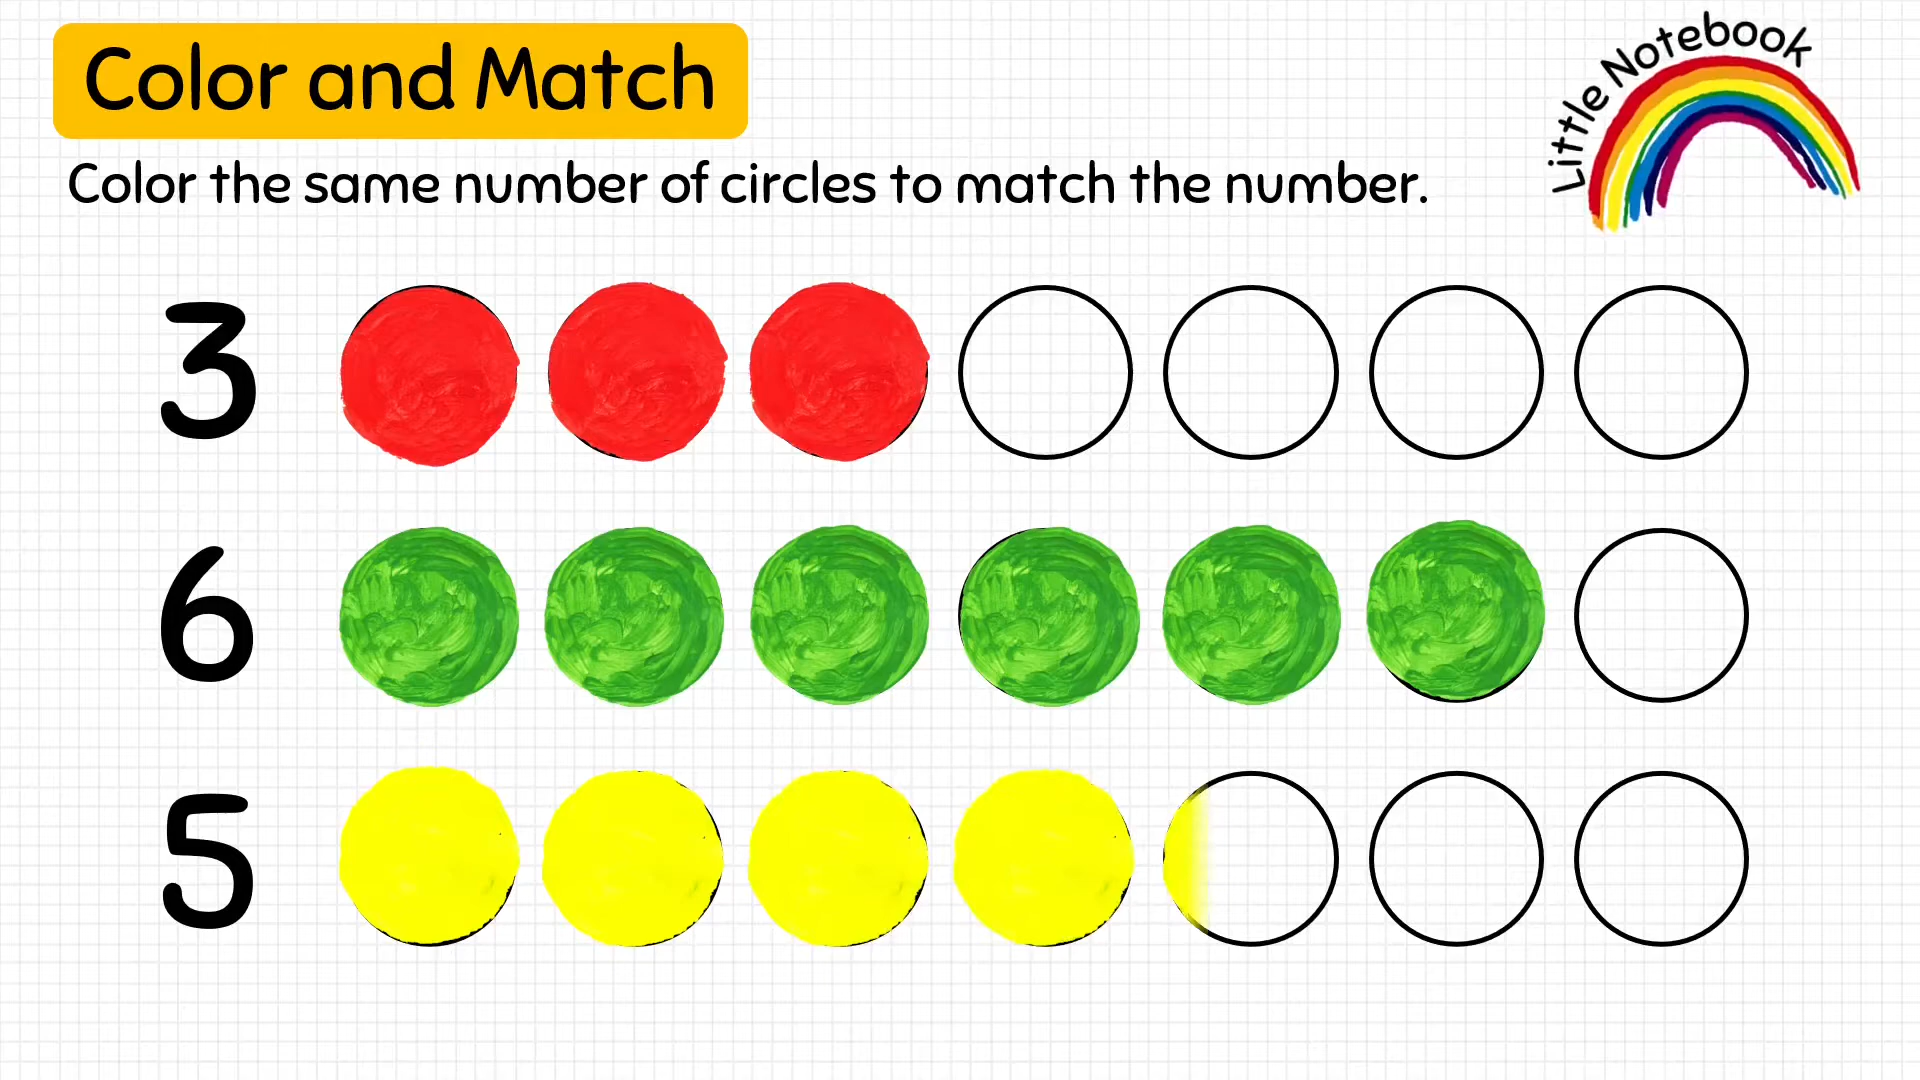 Color and Match
Little Notebook
Color the same number of circles to match the number.
3
6
5